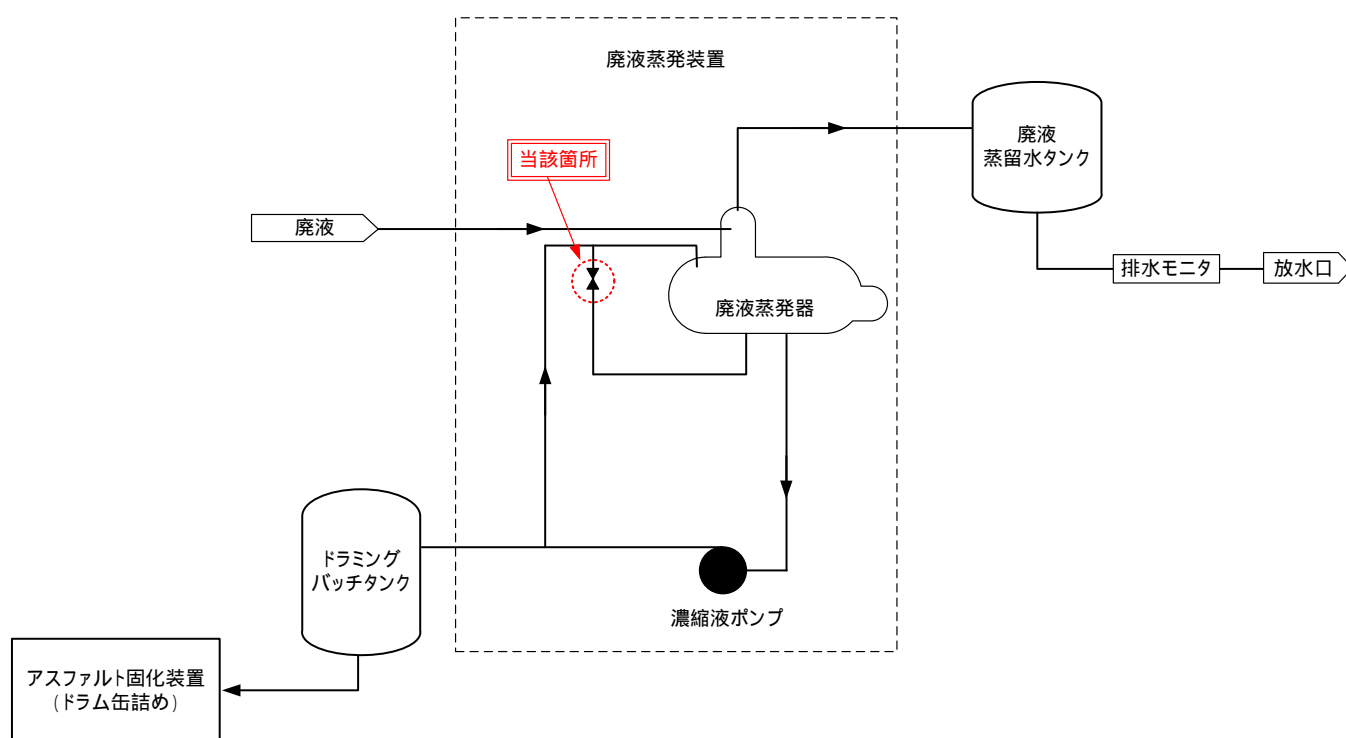 廃液蒸発装置
当該箇所
廃液
蒸留水タンク
廃液
廃液蒸発器
排水モニタ
放水口
ドラミング
バッチタンク
濃縮液ポンプ
アスファルト固化装置
(ドラム缶詰め)